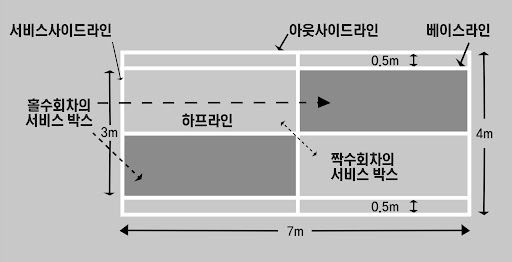 서비스사이드라인
아웃사이드라인
베이스라인
0.5m
홀수회차의
서비스 박스
하프라인
3m
4m
짝수회차의
서비스 박스
0.5m
7m